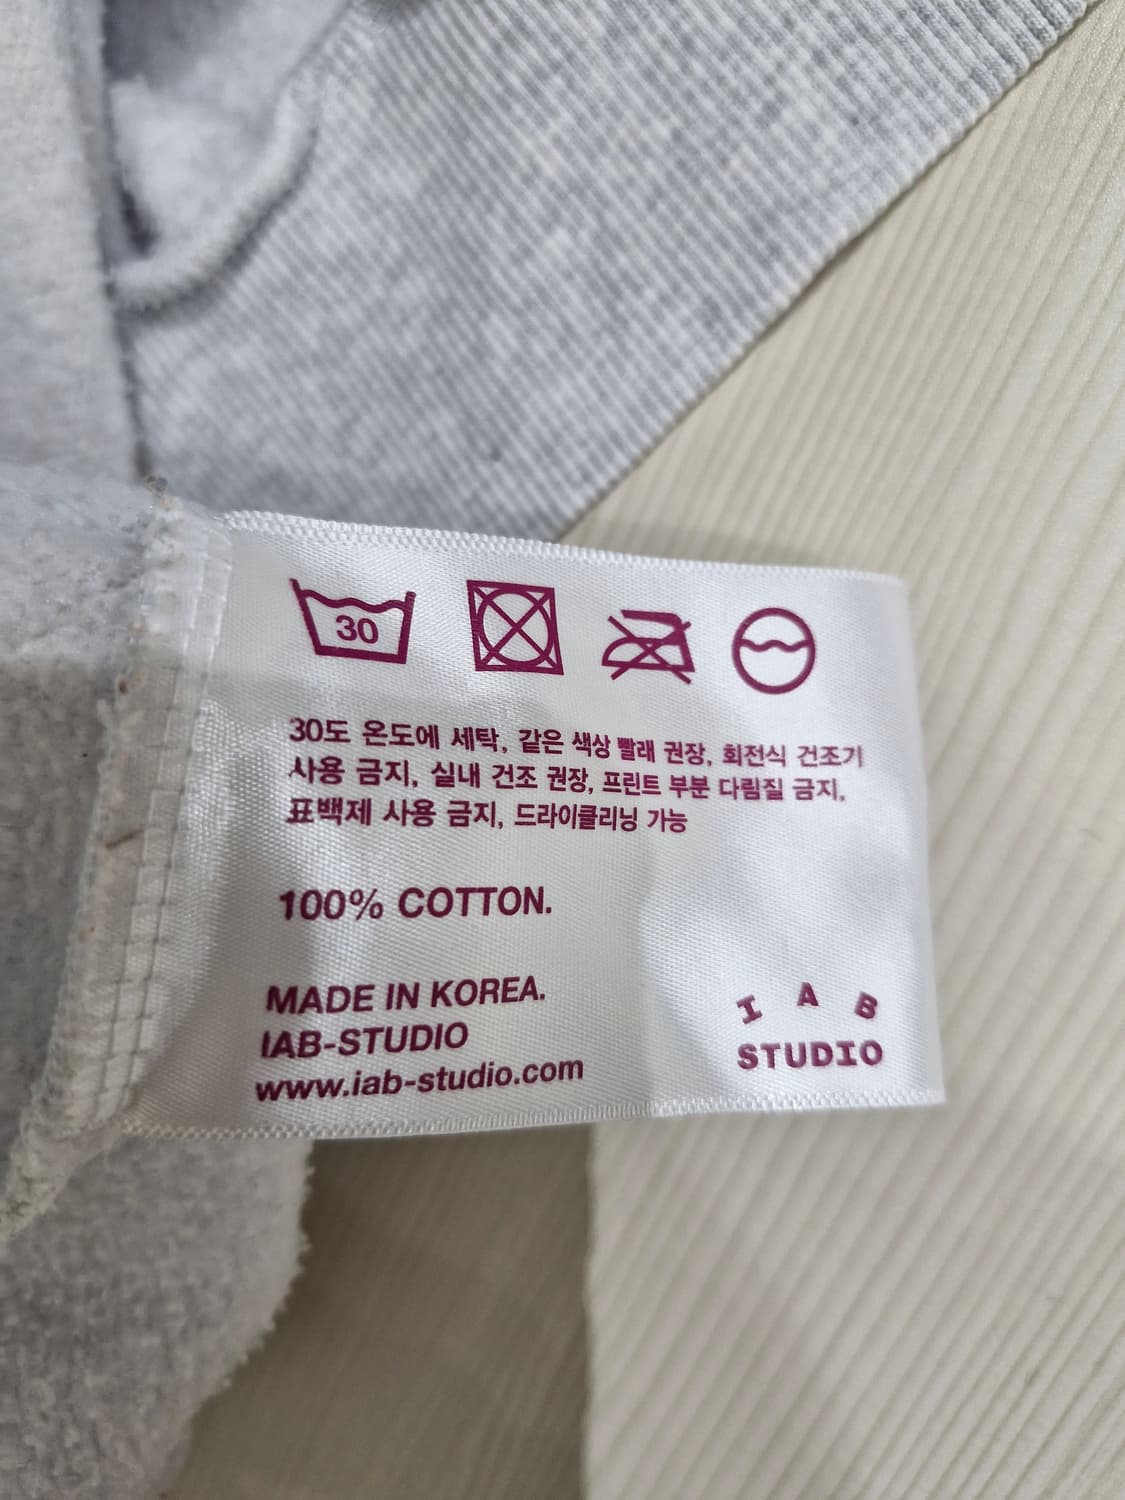 30
30도 온도에 세탁, 같은 색상 빨래 권장, 회전식 건조기
사용 금지, 실내 건조 권장, 프린트 부분 다림질 금지,
표백제 사용 금지, 드라이클리닝 가능
100% COTTON.
MADE IN KOREA.
IAB-STUDIO
www.iab-studio.com
I A B
STUDIO